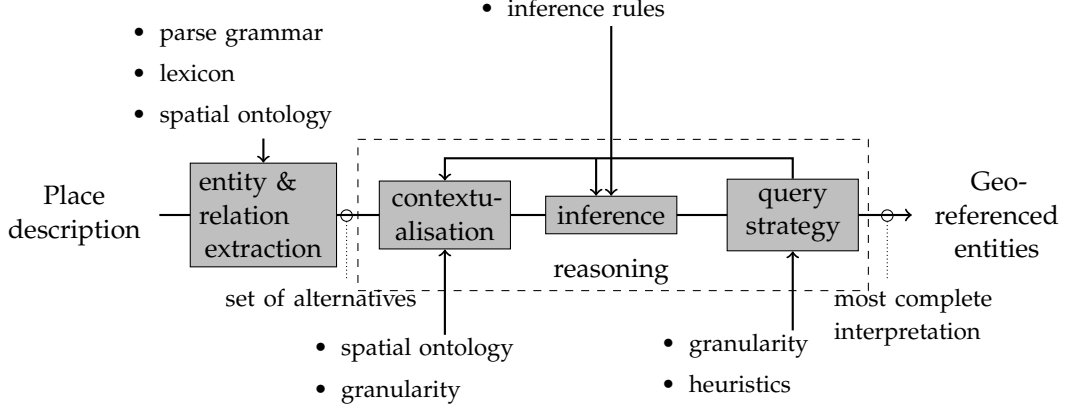 • inference rules
• parse grammar
• lexicon
• spatial ontology
Place
description
entity &
relation
extraction
contextu-
alisation
inference
query
strategy
reasoning
Geo-
referenced
entities
set of alternatives
most complete
interpretation
• spatial ontology
• granularity
• granularity
• heuristics